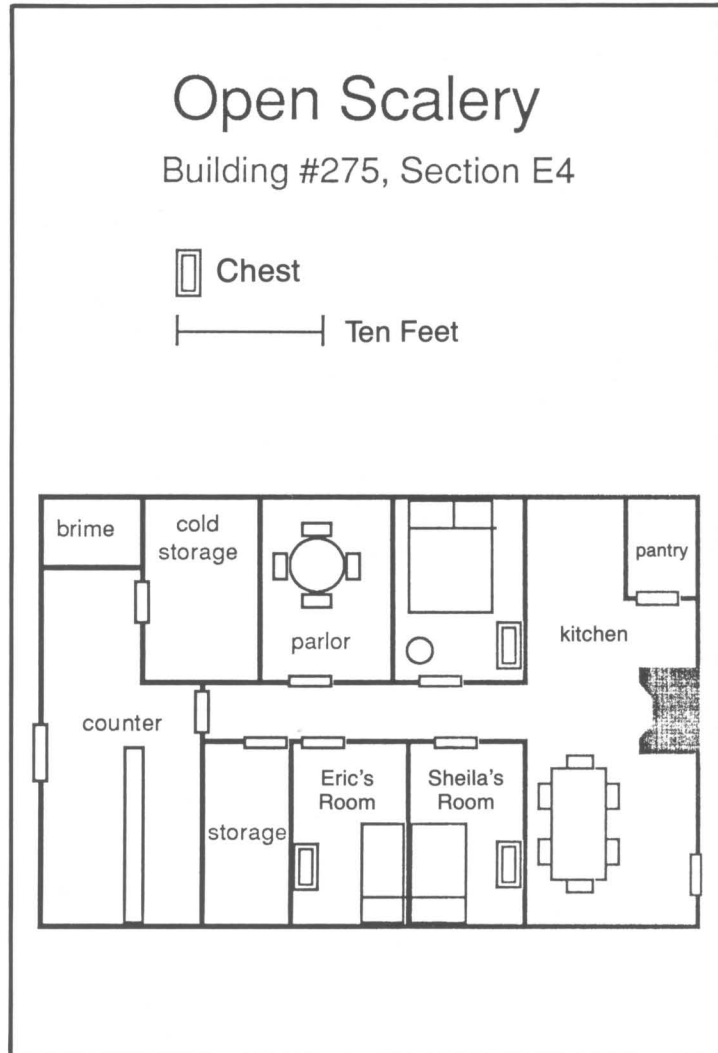 Open Scalery
Building #275, Section E4
Chest
Ten Feet
brime
cold
storage
parlor
pantry
kitchen
counter
Eric's
Room
Sheila's
Room
storage